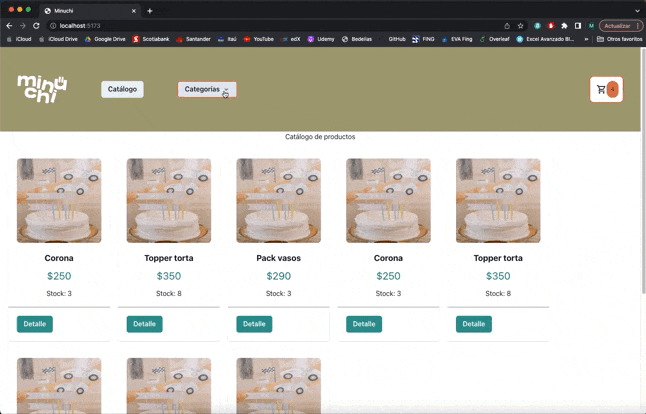 Minuchi
localhost:5173
Actualizar
iCloud
iCloud Drive
Google Drive
Scotiabank
Santander
itaú
YouTube
edX
Udemy
Bedelías
GitHub
FING
EVA Fing
Overleaf
Excel Avanzado BI...
Otros favoritos
minuchi
Catálogo
Categorías
4
Catálogo de productos
Corona
Topper torta
Pack vasos
Corona
Topper torta
$250
$350
$290
$250
$350
Stock: 3
Stock: 8
Stock: 3
Stock: 3
Stock: 8
Detalle
Detalle
Detalle
Detalle
Detalle